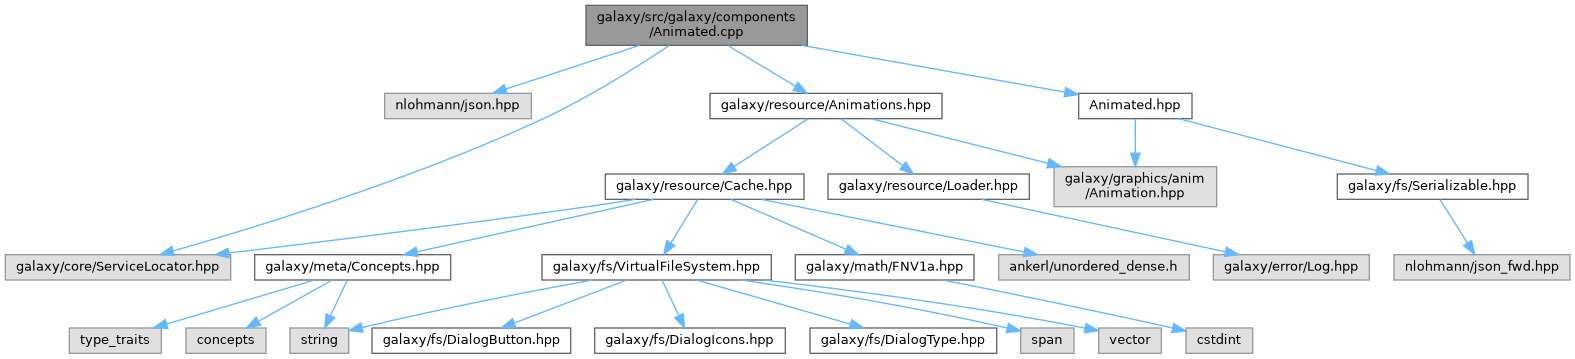 galaxy/src/galaxy/components
/Animated.cpp
nlohmann/json.hpp
galaxy/resource/Animations.hpp
Animated.hpp
galaxy/resource/Cache.hpp
galaxy/resource/Loader.hpp
galaxy/graphics/anim
/Animation.hpp
galaxy/fs/Serializable.hpp
galaxy/core/ServiceLocator.hpp
galaxy/meta/Concepts.hpp
galaxy/fs/VirtualFileSystem.hpp
galaxy/math/FNV1a.hpp
ankerl/unordered_dense.h
galaxy/error/Log.hpp
nlohmann/json_fwd.hpp
type_traits
concepts
string
galaxy/fs/DialogButton.hpp
galaxy/fs/DialogIcons.hpp
galaxy/fs/DialogType.hpp
span
vector
cstdint